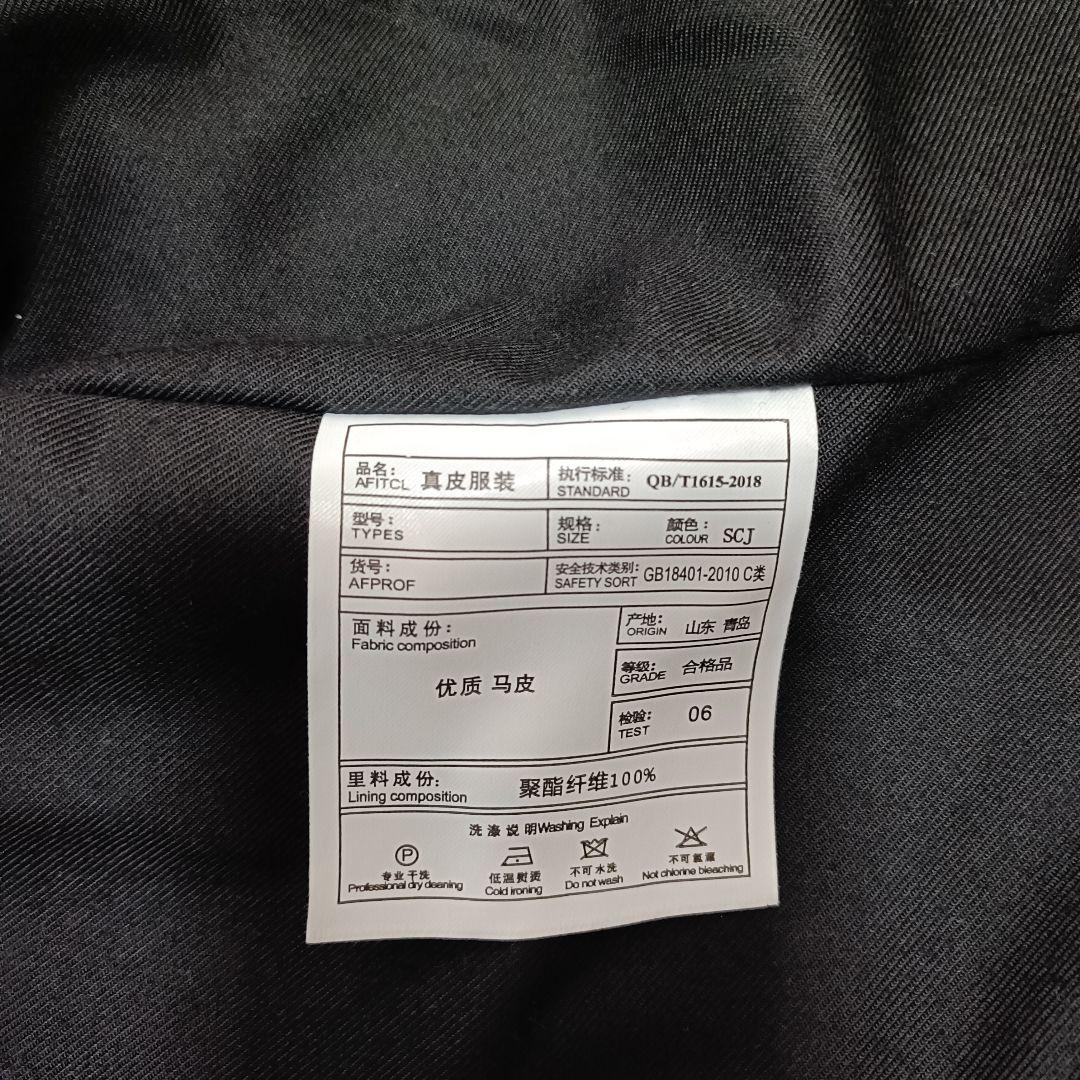 品名: 真皮服装 执行标准: QB/T1615-2018
AFITCL STANDARD
型号: 规格: 颜色: SCJ
TYPES SIZE COLOUR
货号: 安全技术类别: GB18401-2010 C类
AFPROF SAFETY SORT
面料成份: 产地: 山东 青岛
Fabric composition ORIGIN
优质 马皮 等级: 合格品
GRADE
检验: 06
TEST
里料成份: 聚酯纤维100%
Lining composition
洗涤说明Washing Explain
P
专业干洗 低温熨烫 不可水洗 不可氯漂
Professional dry cleaning Cold ironing Do not wash Not chlorine bleaching